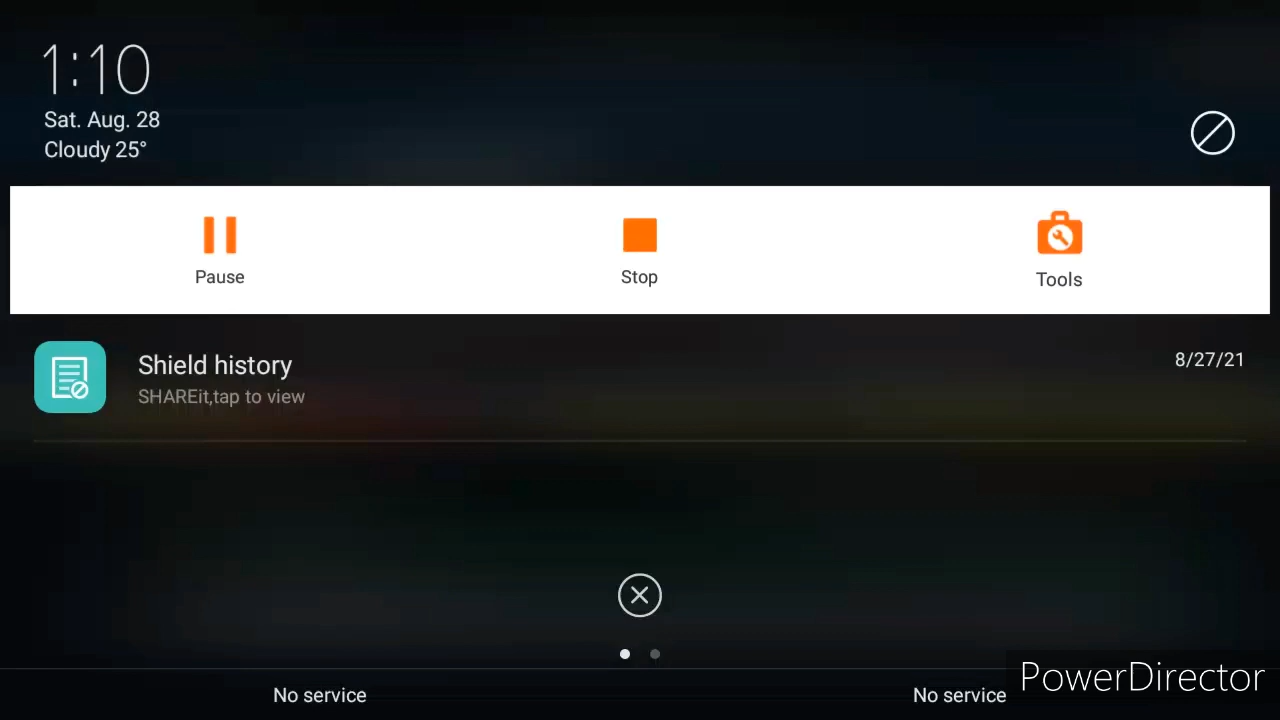 1:10
Sat. Aug. 28
Cloudy 25°
Pause
Stop
Tools
Shield history
8/27/21
SHAREit,tap to view
No service
No service
PowerDirector